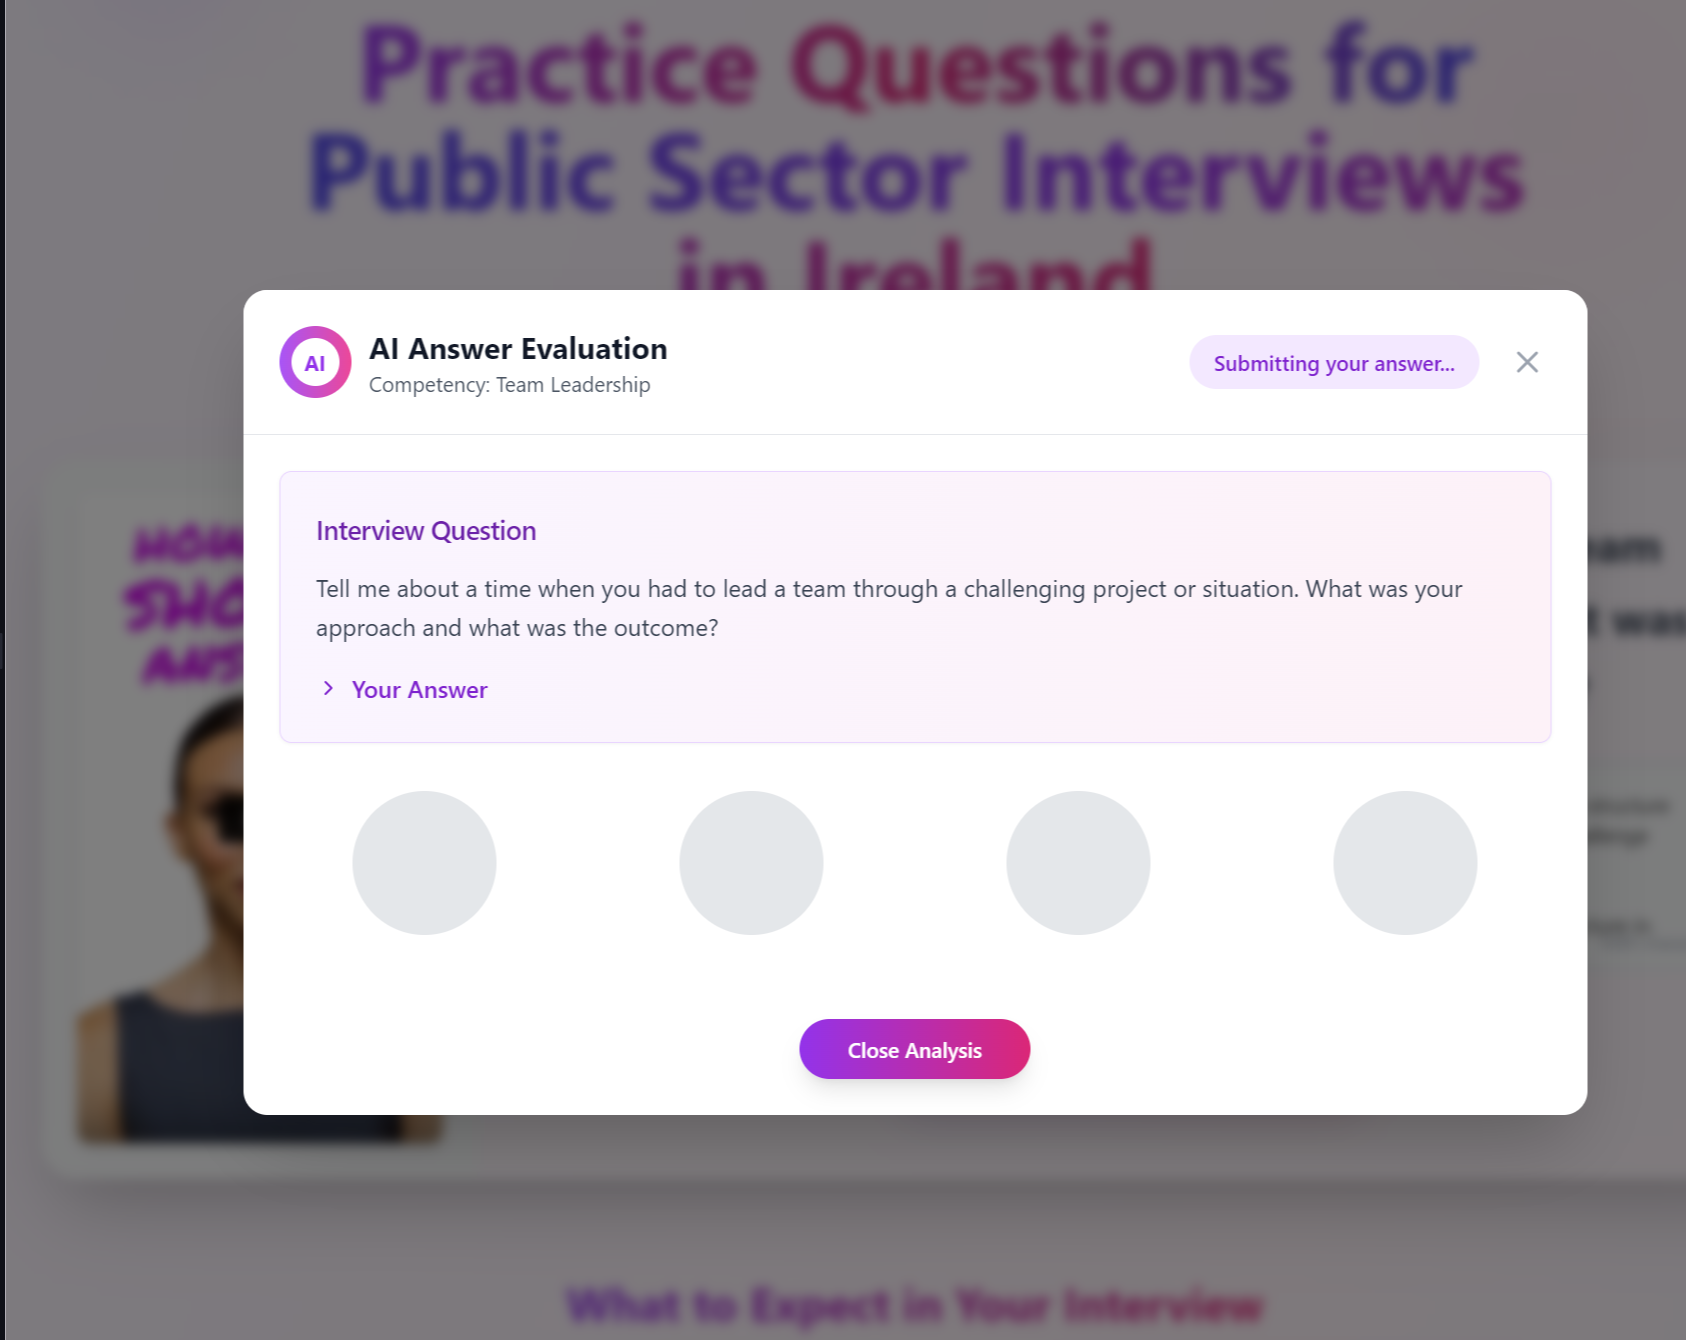 Practice Questions for
Public Sector Interviews
in Ireland
AI
AI Answer Evaluation
Competency: Team Leadership
Submitting your answer...
Interview Question
Tell me about a time when you had to lead a team through a challenging project or situation. What was your
approach and what was the outcome?
Your Answer
Close Analysis
What to Expect in Your Interview